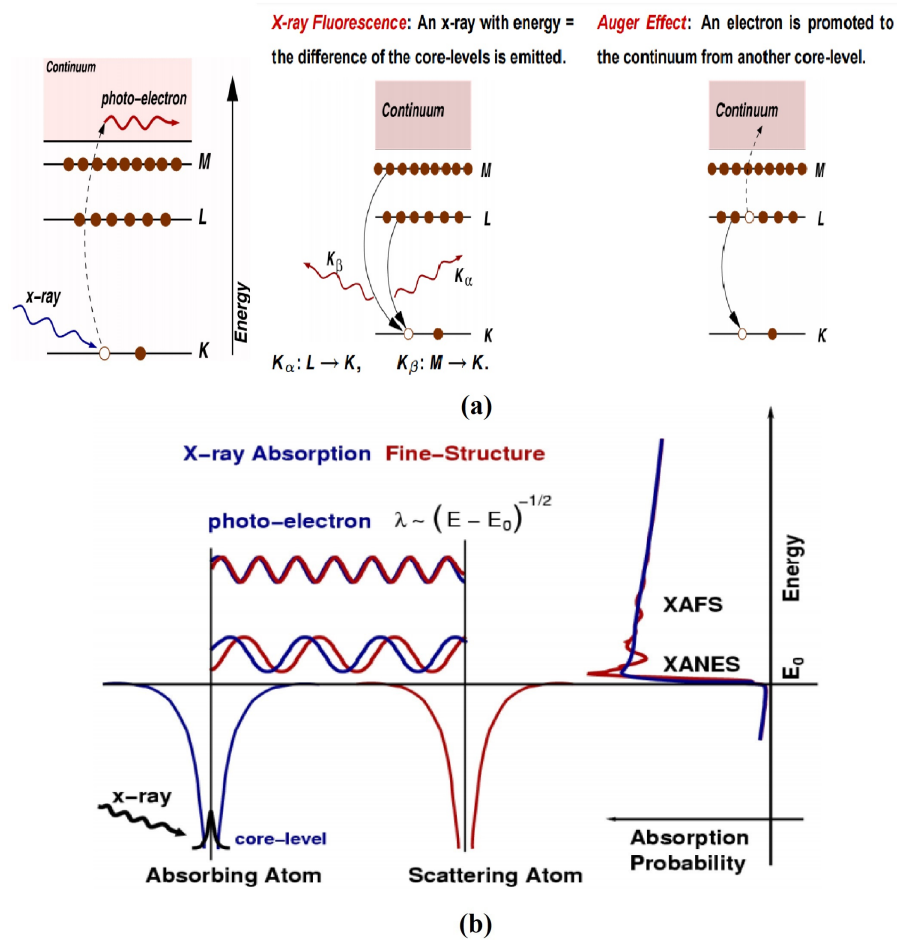 X-ray Fluorescence: An x-ray with energy =
the difference of the core-levels is emitted.
Auger Effect: An electron is promoted to
the continuum from another core-level.
Continuum
photo-electron
M
L
x-ray
K
Energy
Continuum
M
L
Kβ
Kα
K
Kα: L → K, Kβ: M → K.
Continuum
M
L
K
(a)
X-ray Absorption Fine-Structure
photo-electron λ ~ (E - E₀)^-1/2
Energy
XAFS
XANES
E₀
x-ray
core-level
Absorption
Probability
Absorbing Atom
Scattering Atom
(b)